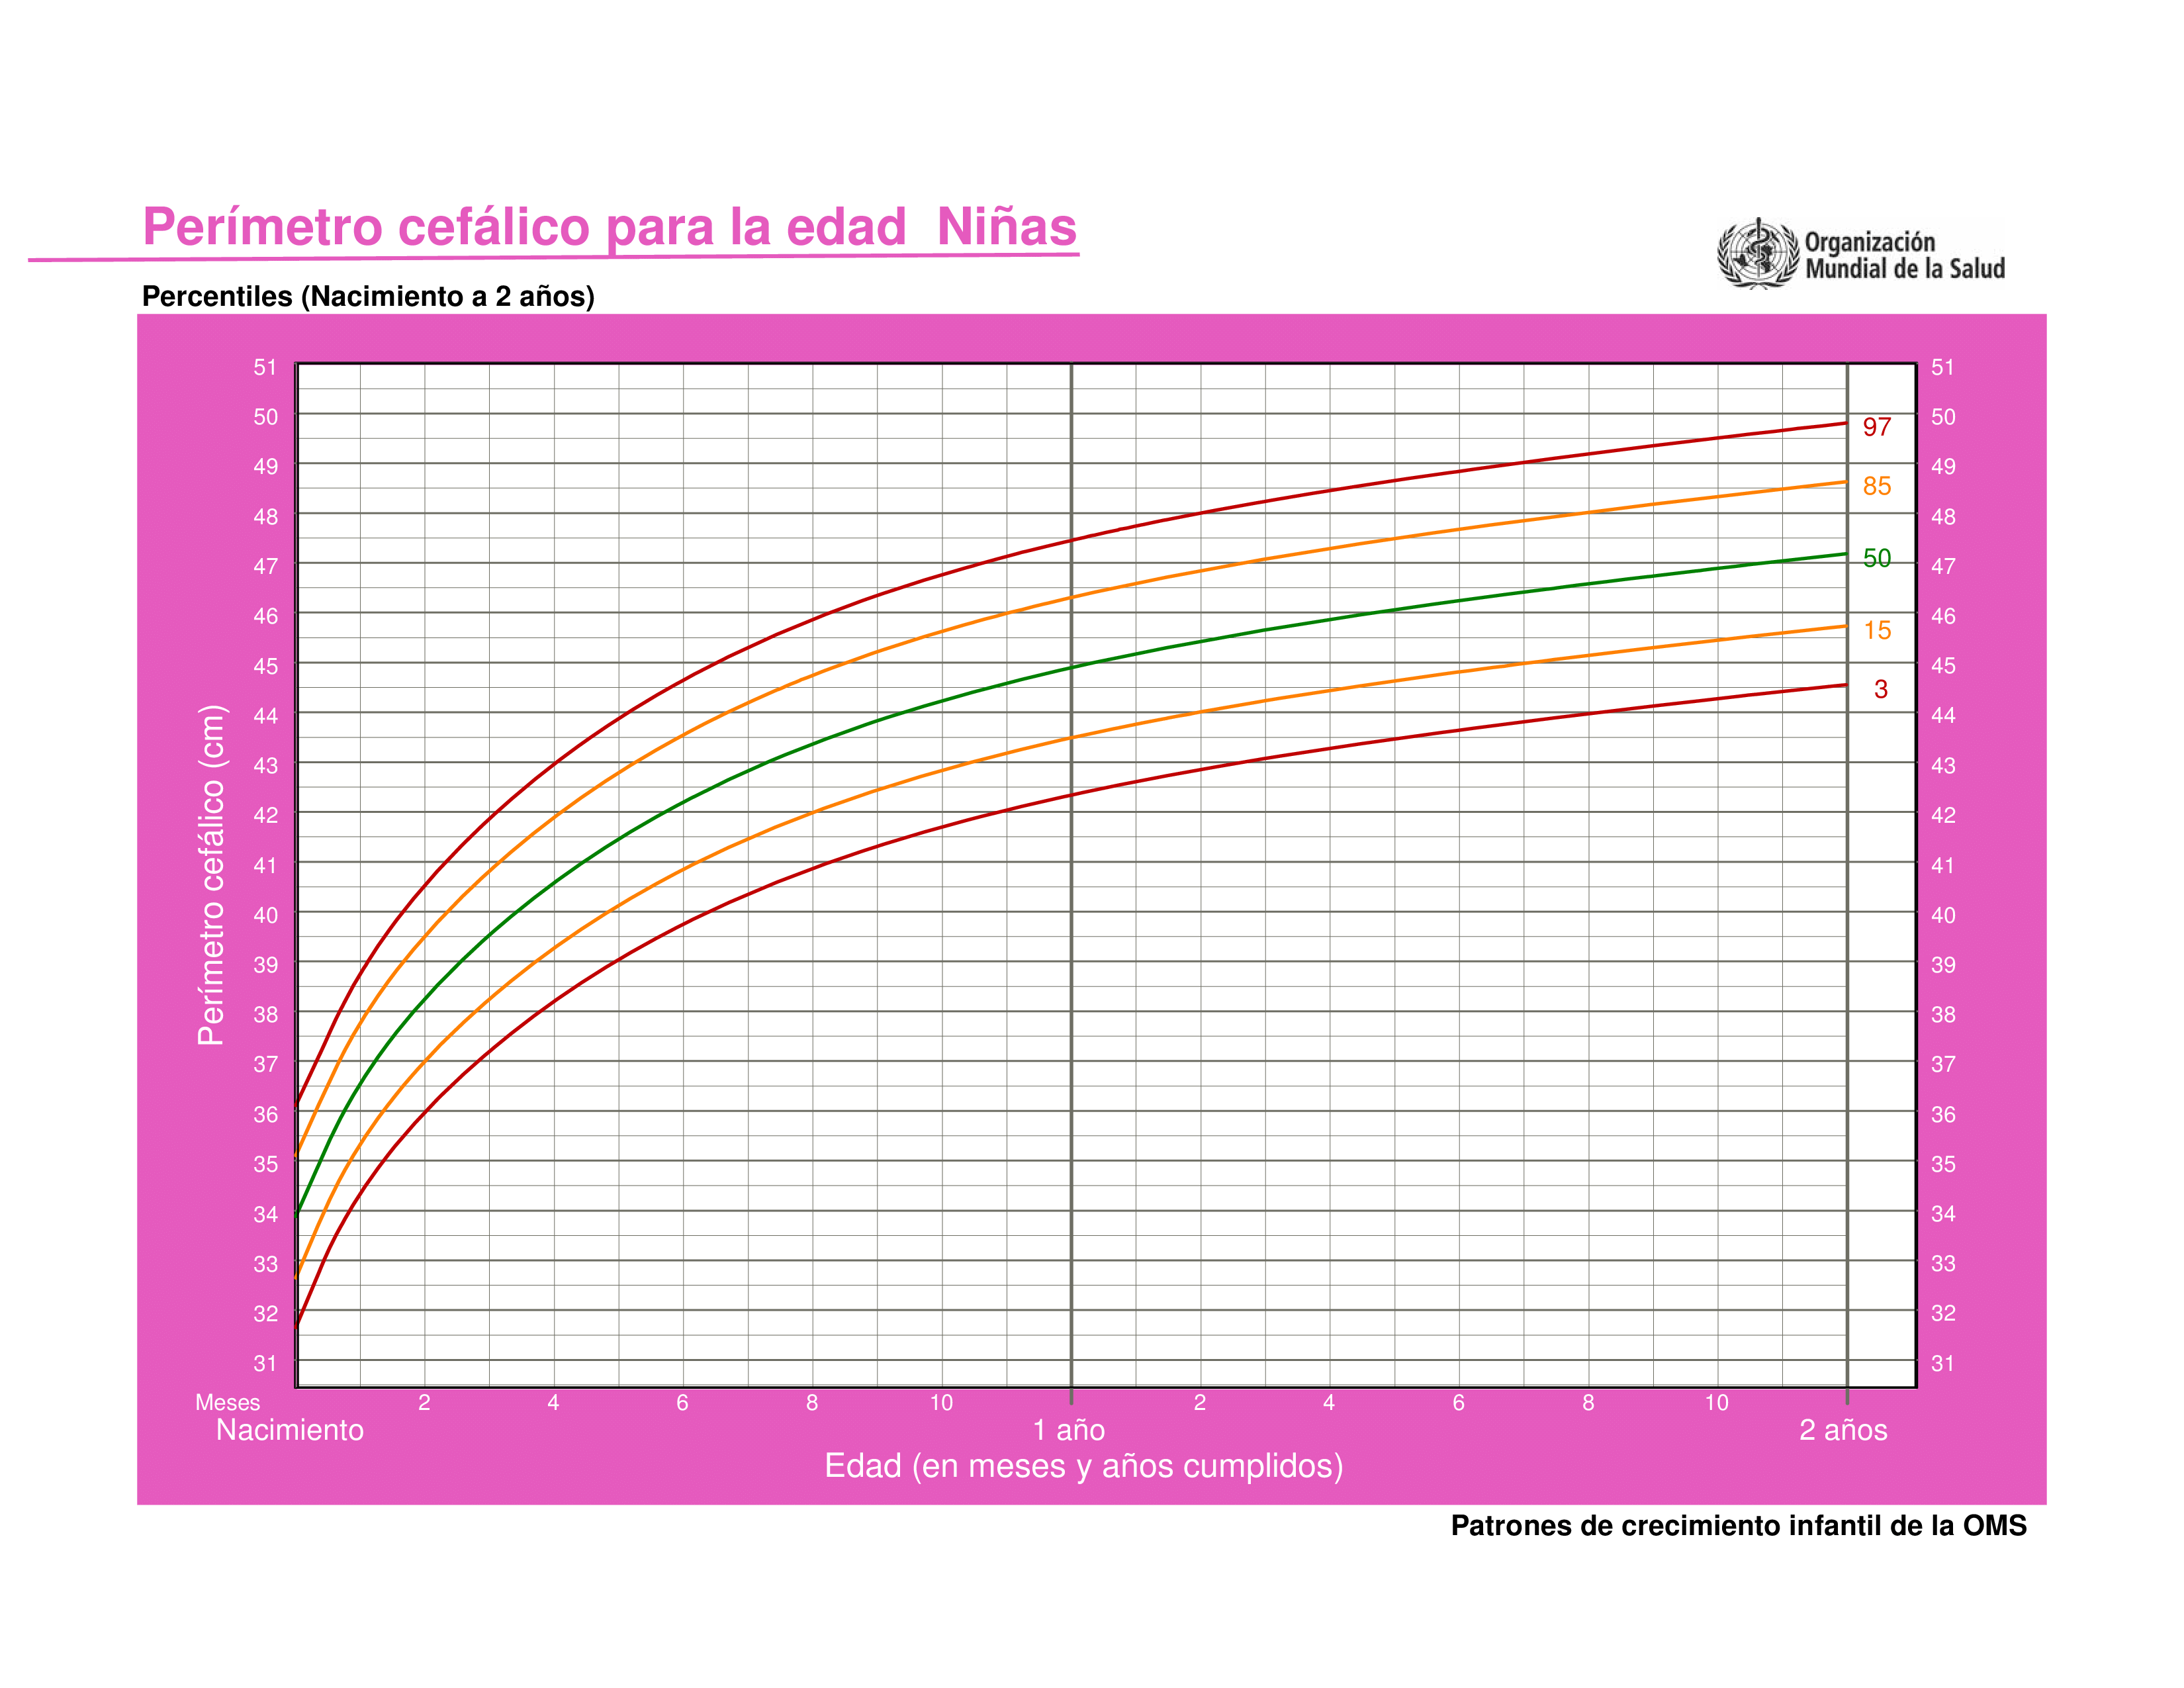 Perímetro cefálico para la edad  Niñas
Organización
Mundial de la Salud
Percentiles (Nacimiento a 2 años)
51 51
50 50
97
49 49
85
48 48
47 50 47
46 46
15
45 45
3
44 44
43 43
42 42
41 41
40 40
39 39
38 38
37 37
36 36
35 35
34 34
33 33
32 32
31 31
Perímetro cefálico (cm)
Meses 2 4 6 8 10 2 4 6 8 10
Nacimiento 1 año 2 años
Edad (en meses y años cumplidos)
Patrones de crecimiento infantil de la OMS